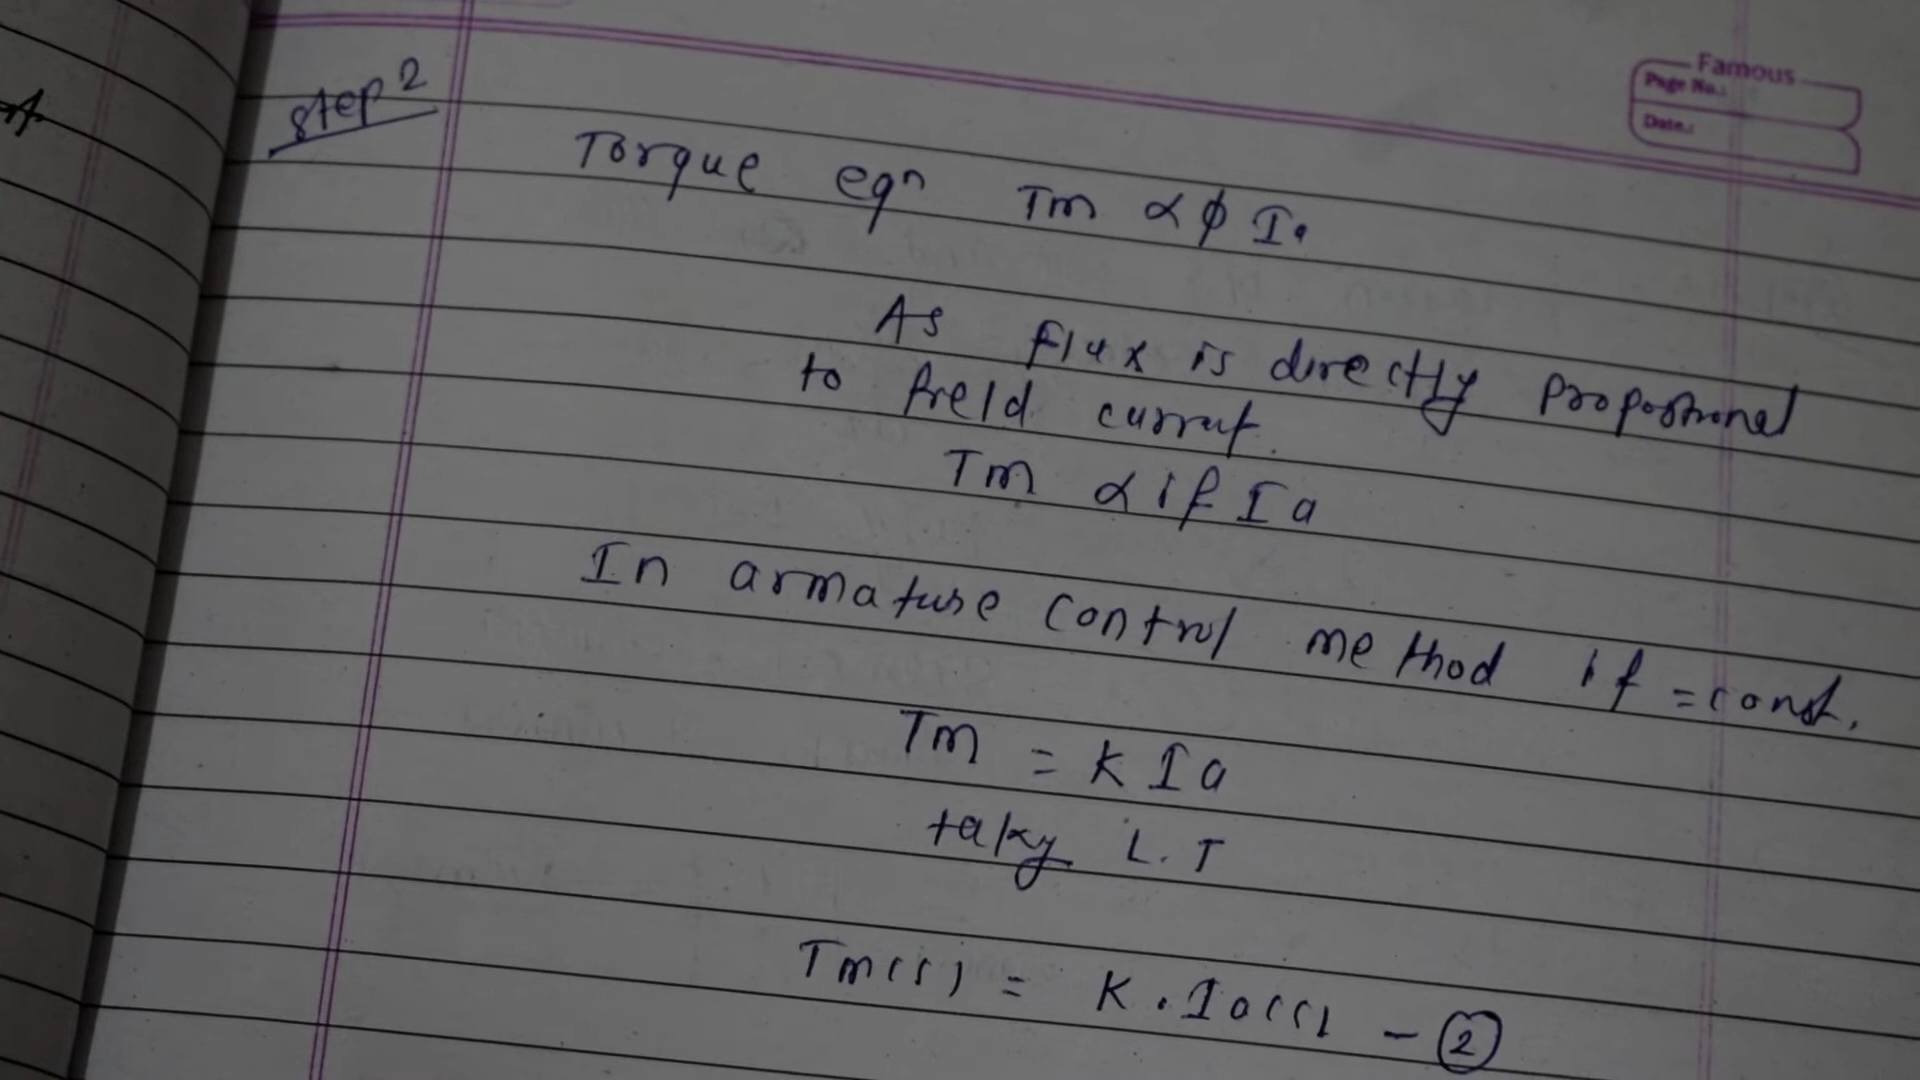 Famous
Page No.:
Date.:
Step 2
Torque eqn Tm ∝ ϕ Ia
As flux is directly proportional
to field current.
Tm ∝ if Ia
In armature control method if = const.
Tm = K Ia
taky L.T
Tm(s) = K . Ia(s) - ②